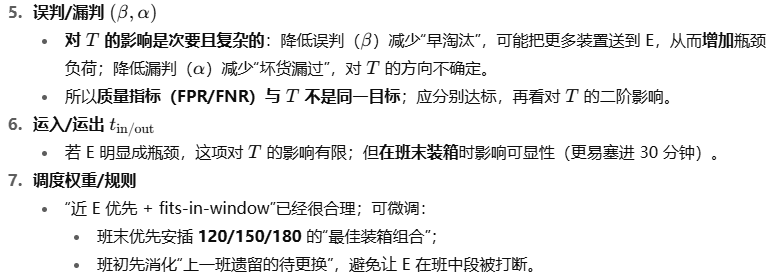 5. 误判/漏判 (β, α)
• 对 T 的影响是次要且复杂的：降低误判（β）减少“早淘汰”，可能把更多装置送到 E，从而增加瓶颈
负荷；降低漏判（α）减少“坏货漏过”，对 T 的方向不确定。
• 所以质量指标（FPR/FNR）与 T 不是同一目标；应分别达标，再看对 T 的二阶影响。
6. 运入/运出 t_in/out
• 若 E 明显成瓶颈，这项对 T 的影响有限；但在班末装箱时影响可显性（更易塞进 30 分钟）。
7. 调度权重/规则
• “近 E 优先 + fits-in-window”已经很合理；可微调：
• 班末优先安插 120/150/180 的“最佳装箱组合”；
• 班初先消化“上一班遗留的待更换”，避免让 E 在班中段被打断。